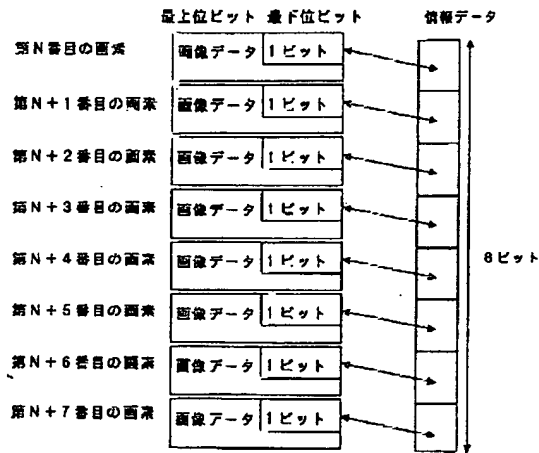 最上位ビット 最下位ビット 情報データ
第N番目の画素 画像データ 1ビット
第N+1番目の画素 画像データ 1ビット
第N+2番目の画素 画像データ 1ビット
第N+3番目の画素 画像データ 1ビット
第N+4番目の画素 画像データ 1ビット
8ビット
第N+5番目の画素 画像データ 1ビット
第N+6番目の画素 画像データ 1ビット
第N+7番目の画素 画像データ 1ビット